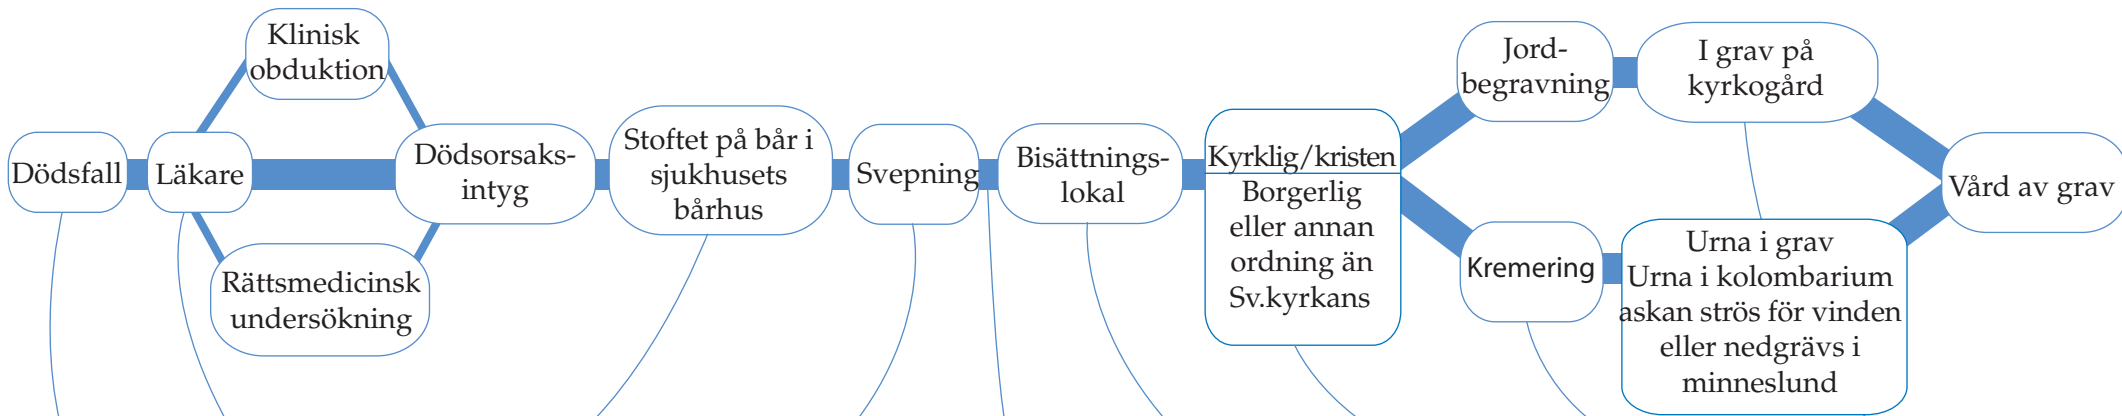 Dödsfall
Läkare
Klinisk
obduktion
Rättsmedicinsk
undersökning
Dödsorsaks-
intyg
Stoftet på bår i
sjukhusets
bårhus
Svepning
Bisättnings-
lokal
Kyrklig/kristen
Borgerlig
eller annan
ordning än
Sv.kyrkans
Jord-
begravning
I grav på
kyrkogård
Kremering
Urna i grav
Urna i kolombarium
askan strös för vinden
eller nedgrävs i
minneslund
Vård av grav